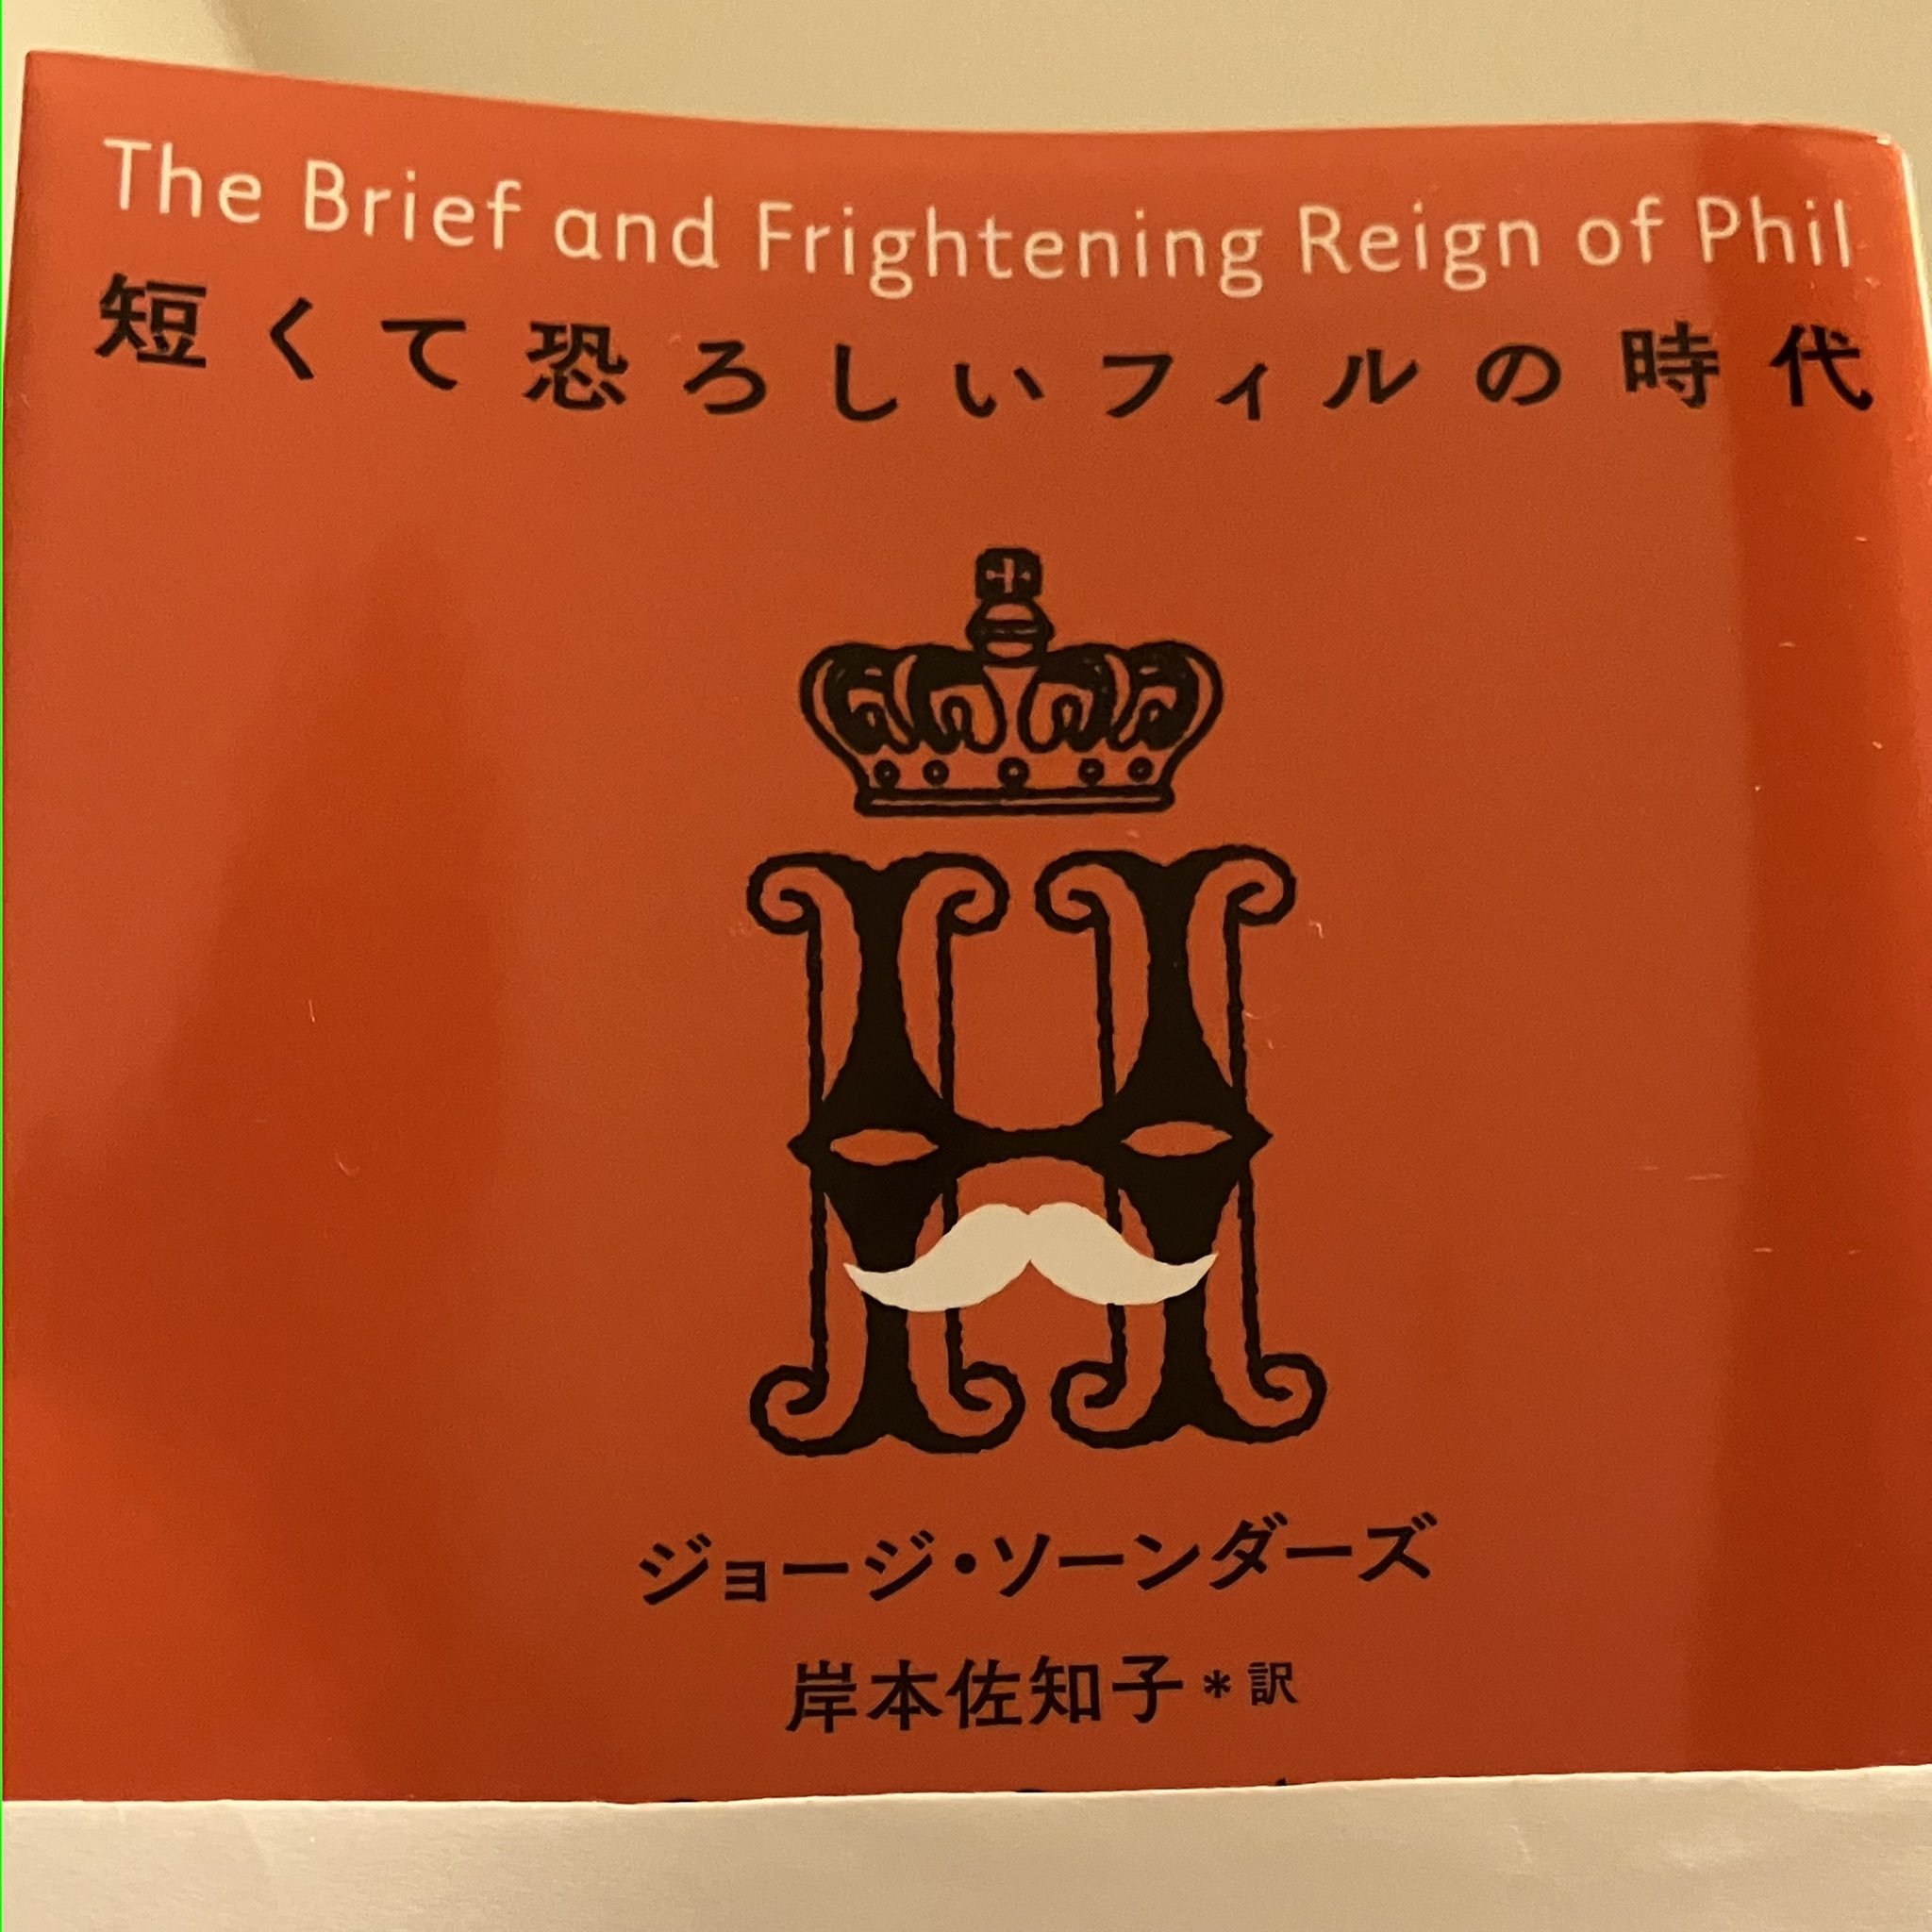 The Brief and Frightening Reign of Phil
短くて恐ろしいフィルの時代
ジョージ・ソーンダーズ
岸本佐知子*訳